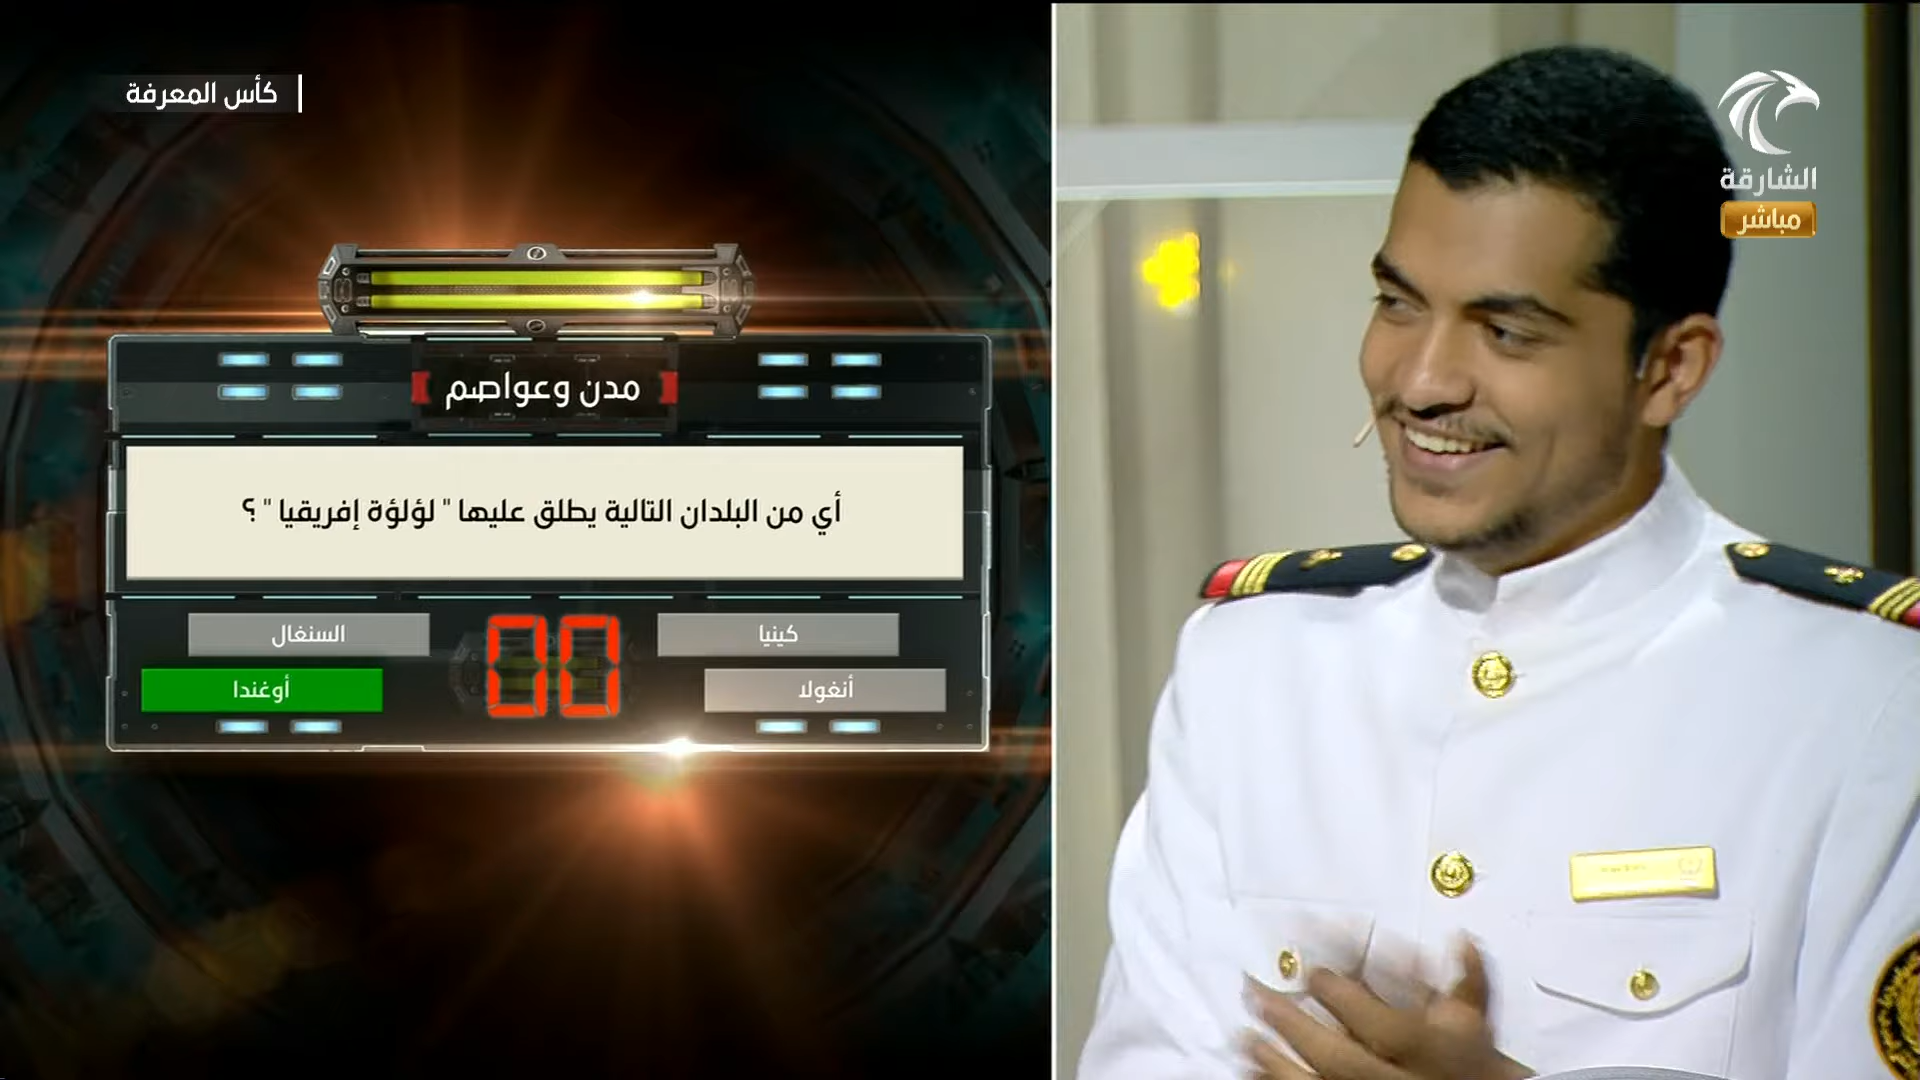 كأس المعرفة
الشارقة
مباشر
مدن وعواصم
أي من البلدان التالية يطلق عليها " لؤلؤة إفريقيا " ؟
كينيا
السنغال
00
أنغولا
أوغندا